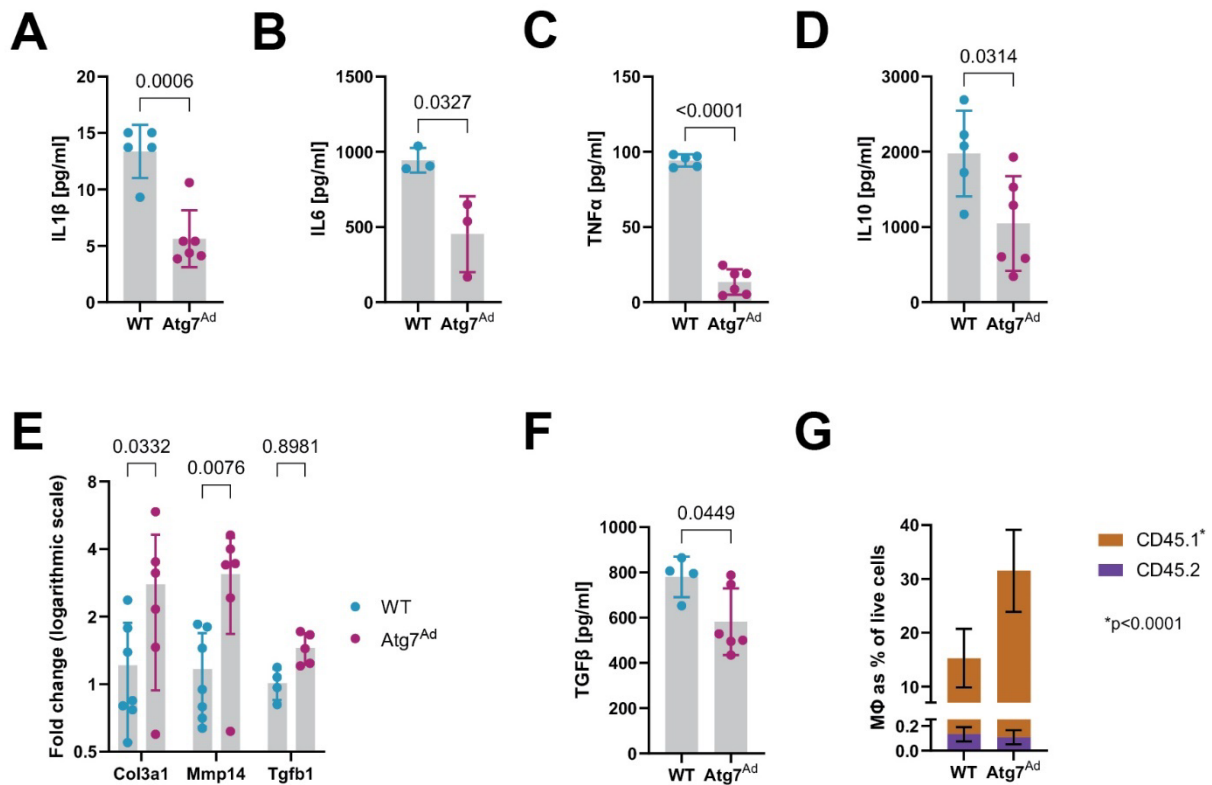 A
0.0006
20
15
10
5
0
IL1β [pg/ml]
WT Atg7Ad
B
0.0327
1500
1000
500
0
IL6 [pg/ml]
WT Atg7Ad
C
<0.0001
150
100
50
0
TNFα [pg/ml]
WT Atg7Ad
D
0.0314
3000
2000
1000
0
IL10 [pg/ml]
WT Atg7Ad
E
0.0332 0.0076 0.8981
8
4
2
1
0.5
Fold change (logarithmic scale)
Col3a1 Mmp14 Tgfb1
WT
Atg7Ad
F
0.0449
1000
800
600
400
200
0
TGFβ [pg/ml]
WT Atg7Ad
G
40
30
20
10
0.2
0.0
MΦ as % of live cells
WT Atg7Ad
CD45.1*
CD45.2
*p<0.0001